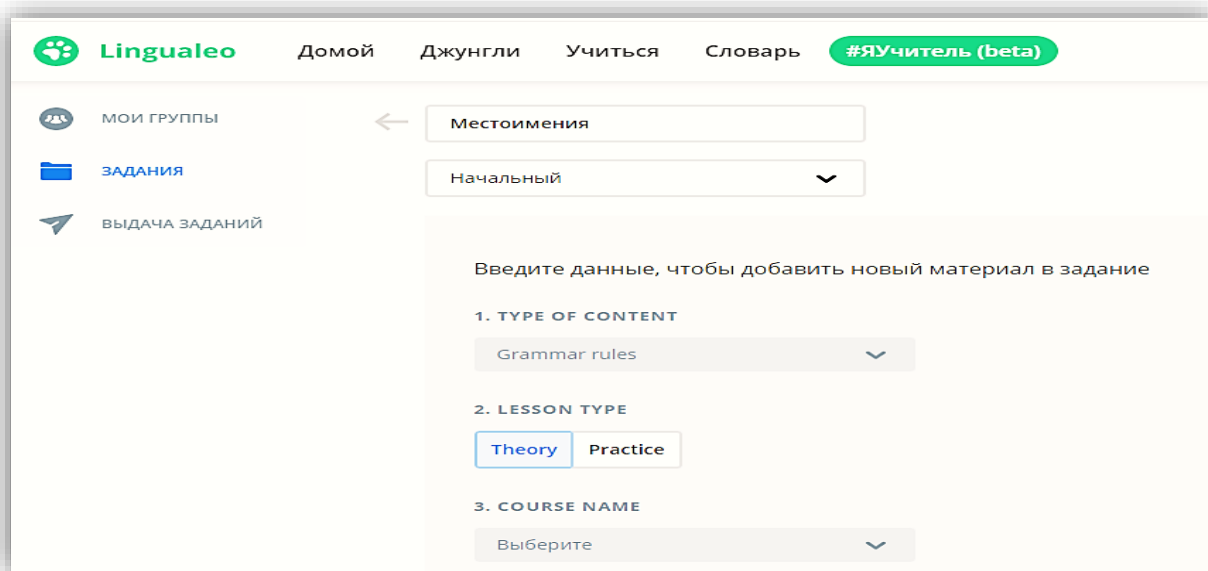 Lingualeo Домой Джунгли Учиться Словарь #ЯУчитель (beta)
МОИ ГРУППЫ
ЗАДАНИЯ
ВЫДАЧА ЗАДАНИЙ
Местоимения
Начальный
Введите данные, чтобы добавить новый материал в задание
1. TYPE OF CONTENT
Grammar rules
2. LESSON TYPE
Theory Practice
3. COURSE NAME
Выберите